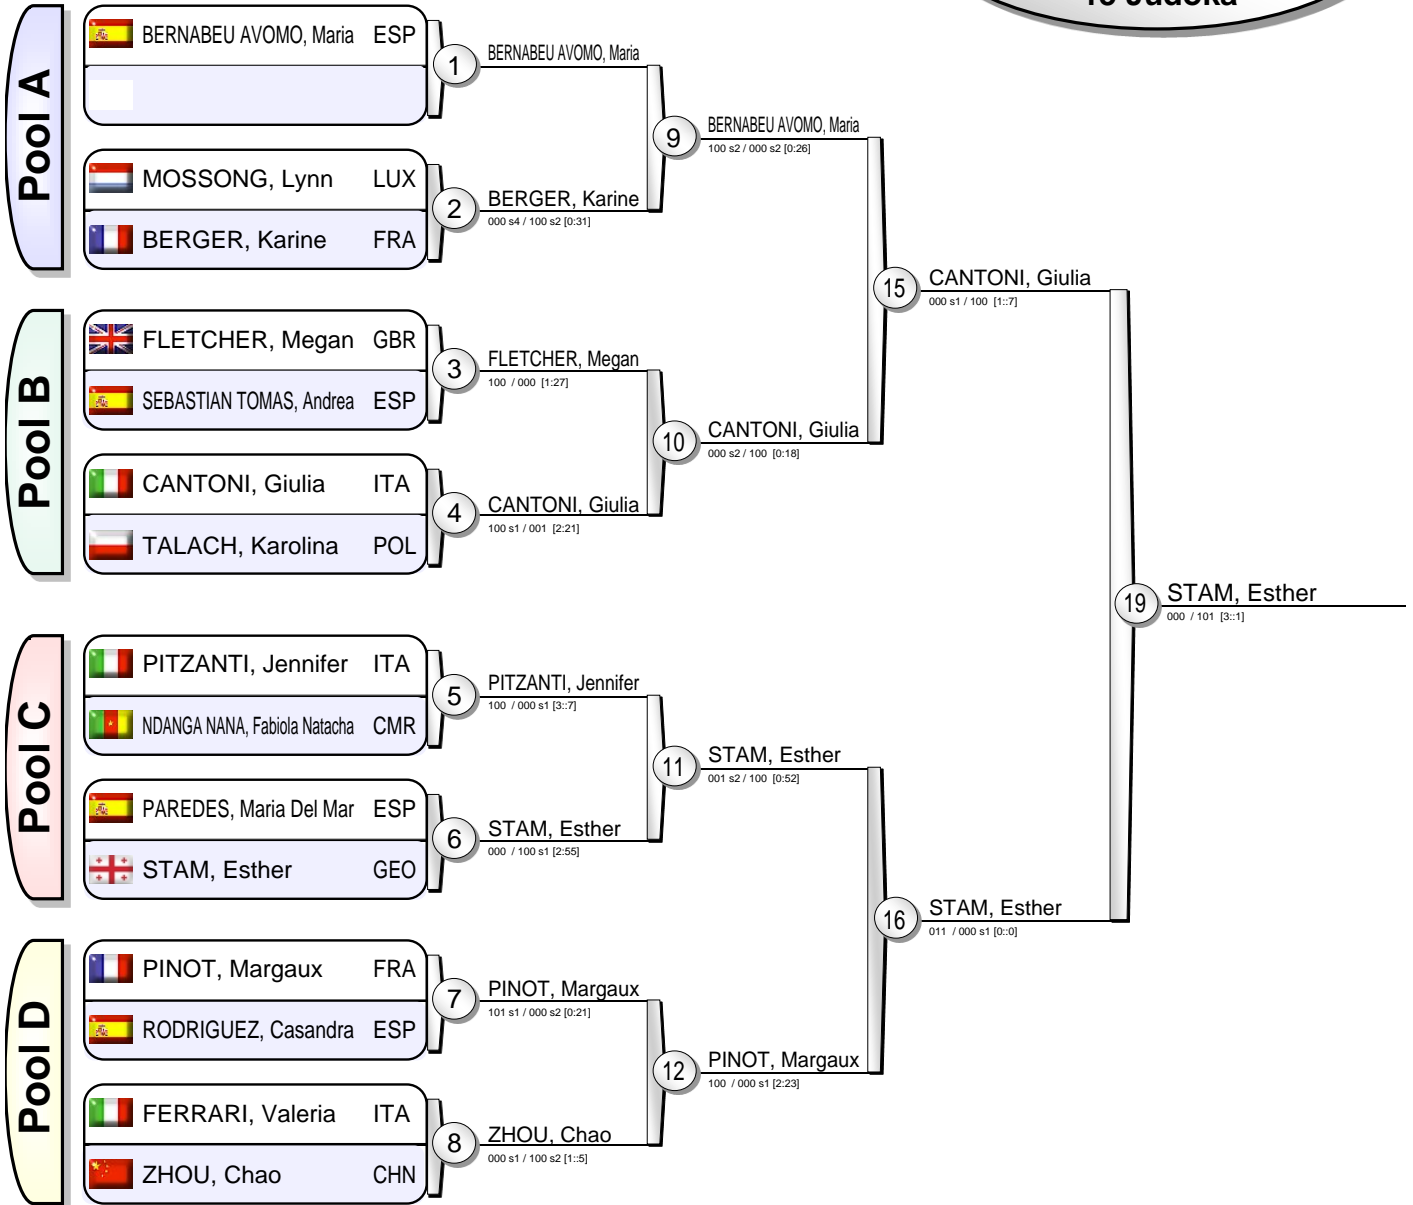 15 Judoka
Pool A
BERNABEU AVOMO, Maria ESP
1
BERNABEU AVOMO, Maria
MOSSONG, Lynn LUX
BERGER, Karine FRA
2
BERGER, Karine
000 s4 / 100 s2 [0:31]
9
BERNABEU AVOMO, Maria
100 s2 / 000 s2 [0:26]
Pool B
FLETCHER, Megan GBR
SEBASTIAN TOMAS, Andrea ESP
3
FLETCHER, Megan
100 / 000 [1:27]
CANTONI, Giulia ITA
TALACH, Karolina POL
4
CANTONI, Giulia
100 s1 / 001 [2:21]
10
CANTONI, Giulia
000 s2 / 100 [0:18]
15
CANTONI, Giulia
000 s1 / 100 [1::7]
Pool C
PITZANTI, Jennifer ITA
NDANGA NANA, Fabiola Natacha CMR
5
PITZANTI, Jennifer
100 / 000 s1 [3::7]
PAREDES, Maria Del Mar ESP
STAM, Esther GEO
6
STAM, Esther
000 / 100 s1 [2:55]
11
STAM, Esther
001 s2 / 100 [0:52]
Pool D
PINOT, Margaux FRA
RODRIGUEZ, Casandra ESP
7
PINOT, Margaux
101 s1 / 000 s2 [0:21]
FERRARI, Valeria ITA
ZHOU, Chao CHN
8
ZHOU, Chao
000 s1 / 100 s2 [1::5]
12
PINOT, Margaux
100 / 000 s1 [2:23]
16
STAM, Esther
011 / 000 s1 [0::0]
19
STAM, Esther
000 / 101 [3::1]